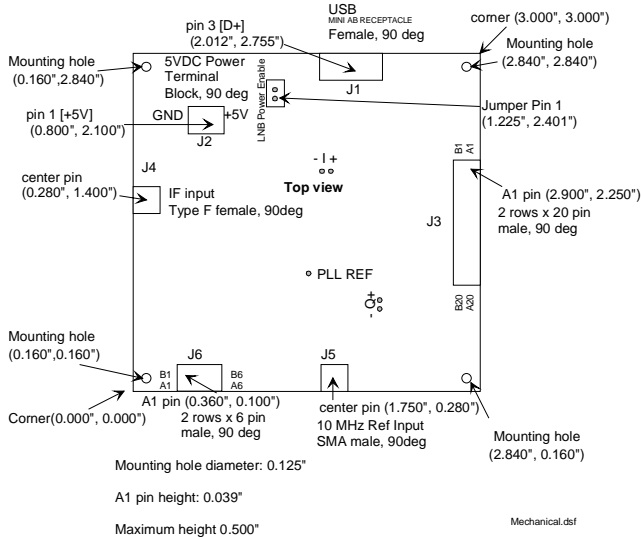 USB
MINI AB RECEPTACLE
Female, 90 deg
pin 3 [D+]
(2.012", 2.755")
corner (3.000", 3.000")
Mounting hole
(0.160",2.840")
5VDC Power
Terminal
Block, 90 deg
LNB Power Enable
J1
Mounting hole
(2.840", 2.840")
pin 1 [+5V]
(0.800", 2.100")
GND
+5V
J2
Jumper Pin 1
(1.225", 2.401")
J4
center pin
(0.280", 1.400")
IF input
Type F female, 90deg
- I +
Top view
B1
A1
J3
A1 pin (2.900", 2.250")
2 rows x 20 pin
male, 90 deg
PLL REF
+
Q
-
B20
A20
Mounting hole
(0.160",0.160")
Corner(0.000", 0.000")
B1
A1
J6
B6
A6
A1 pin (0.360", 0.100")
2 rows x 6 pin
male, 90 deg
J5
center pin (1.750", 0.280")
10 MHz Ref Input
SMA male, 90deg
Mounting hole
(2.840", 0.160")
Mounting hole diameter: 0.125"
A1 pin height: 0.039"
Maximum height 0.500"
Mechanical.dsf